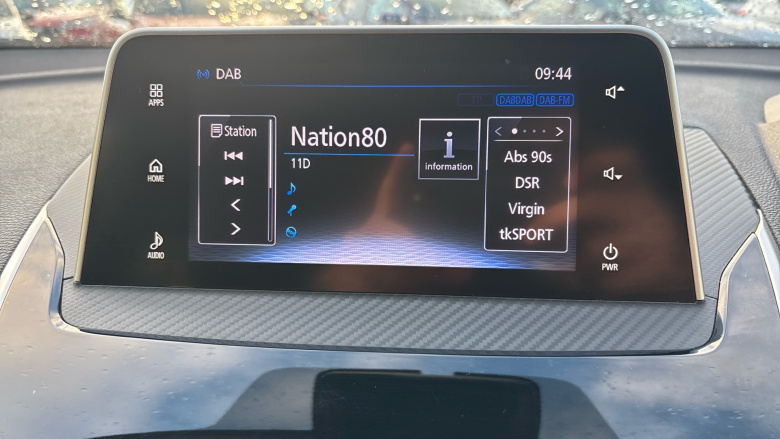 DAB
09:44
TP DAB⇔DAB DAB-FM
APPS
HOME
AUDIO
Station
Nation80
11D
i
information
Abs 90s
DSR
Virgin
tkSPORT
PWR